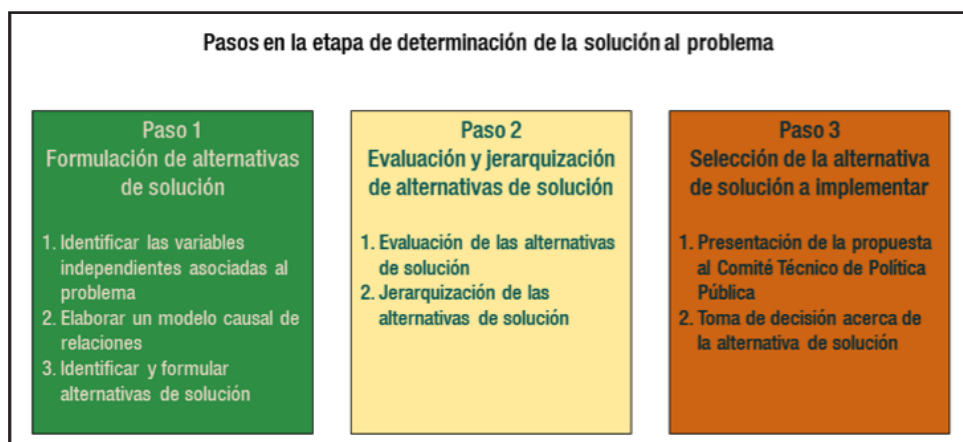 Pasos en la etapa de determinación de la solución al problema
Paso 1
Formulación de alternativas
de solución
1. Identificar las variables
independientes asociadas al
problema
2. Elaborar un modelo causal de
relaciones
3. Identificar y formular
alternativas de solución
Paso 2
Evaluación y jerarquización
de alternativas de solución
1. Evaluación de las alternativas
de solución
2. Jerarquización de las
alternativas de solución
Paso 3
Selección de la alternativa
de solución a implementar
1. Presentación de la propuesta
al Comité Técnico de Política
Pública
2. Toma de decisión acerca de
la alternativa de solución